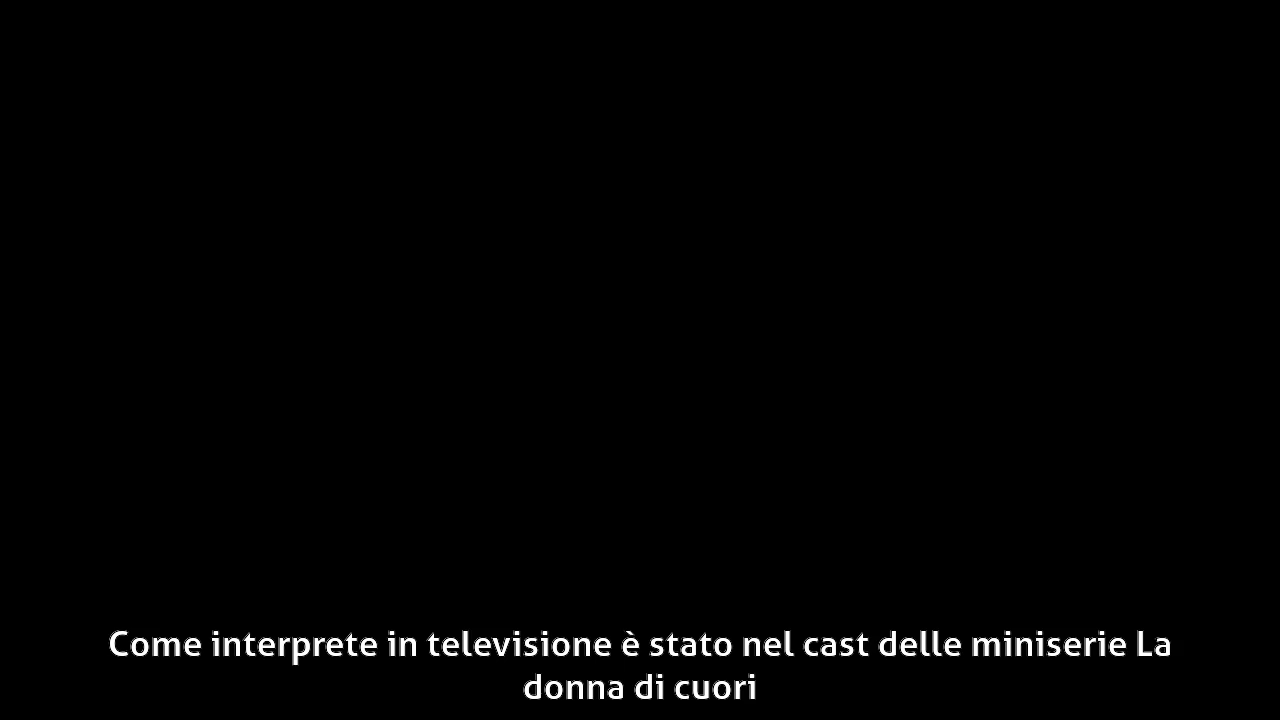 Come interprete in televisione è stato nel cast delle miniserie La
donna di cuori